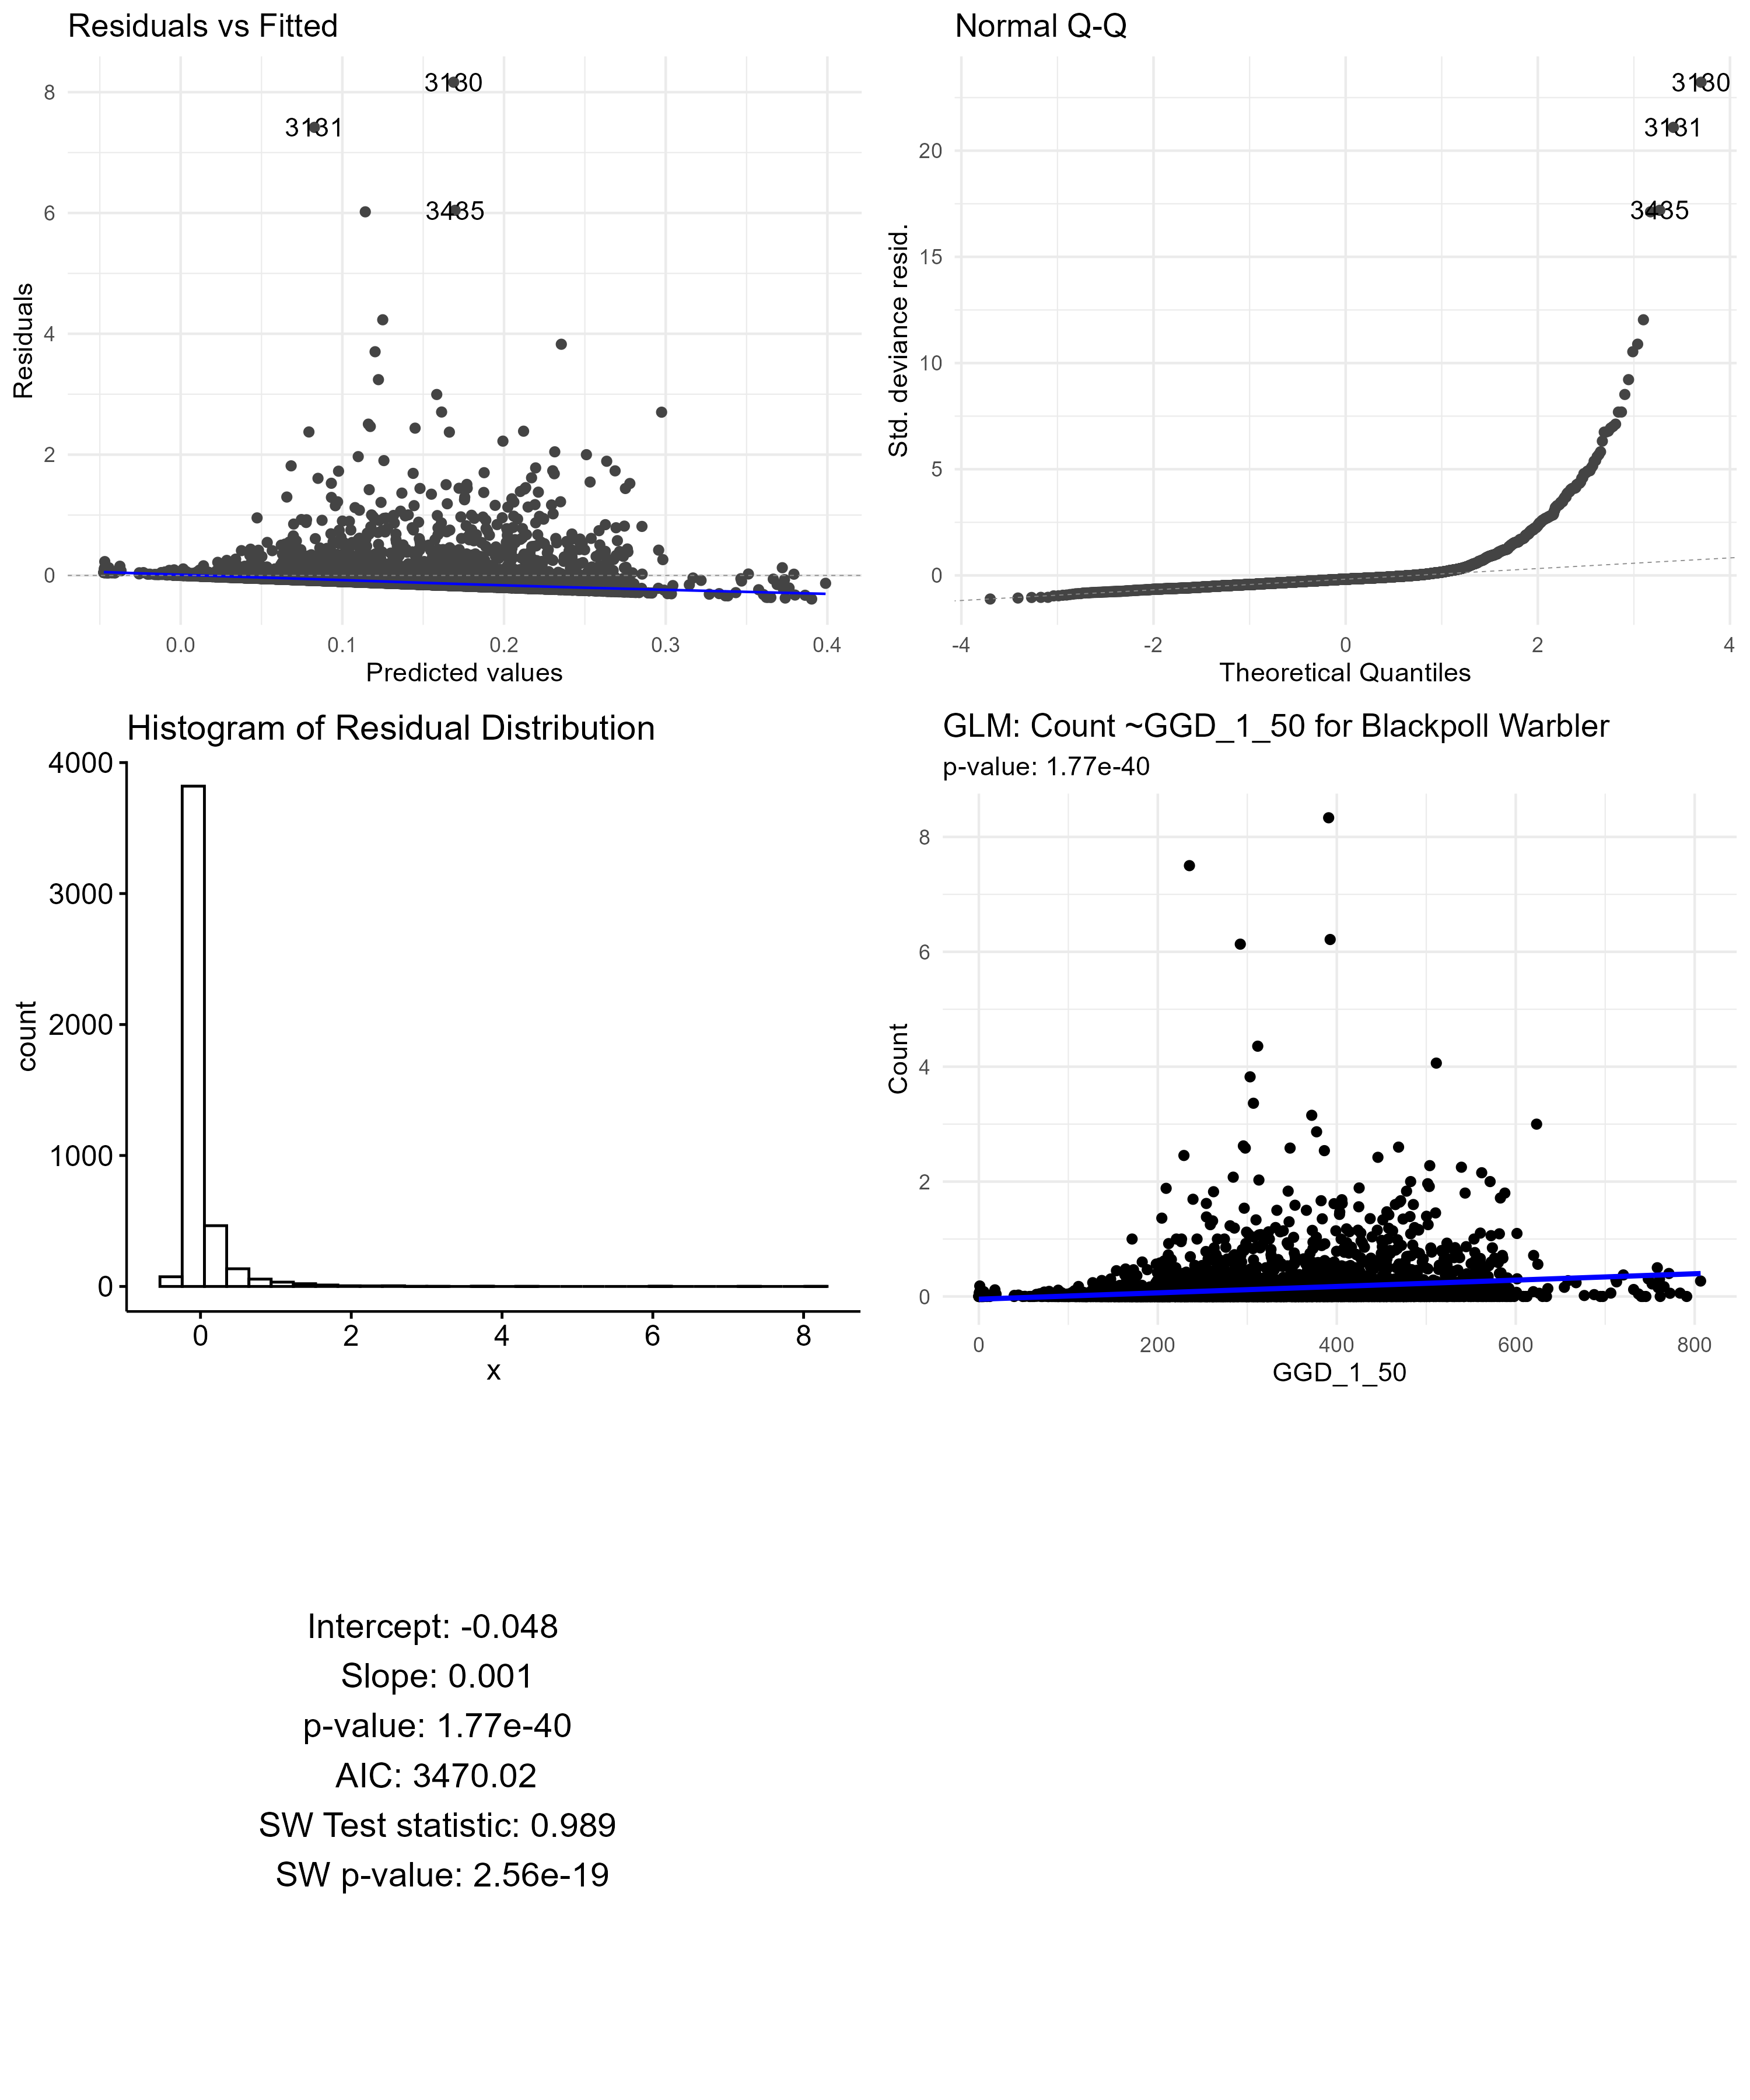 Residuals vs Fitted
3130
3131
3435
8
6
4
2
0
Residuals
0.0 0.1 0.2 0.3 0.4
Predicted values
Normal Q-Q
3130
3131
3435
20
15
10
5
0
Std. deviance resid.
-4 -2 0 2 4
Theoretical Quantiles
Histogram of Residual Distribution
4000
3000
2000
1000
0
count
0 2 4 6 8
x
GLM: Count ~GGD_1_50 for Blackpoll Warbler
p-value: 1.77e-40
8
6
4
2
0
Count
0 200 400 600 800
GGD_1_50
Intercept: -0.048
Slope: 0.001
p-value: 1.77e-40
AIC: 3470.02
SW Test statistic: 0.989
SW p-value: 2.56e-19